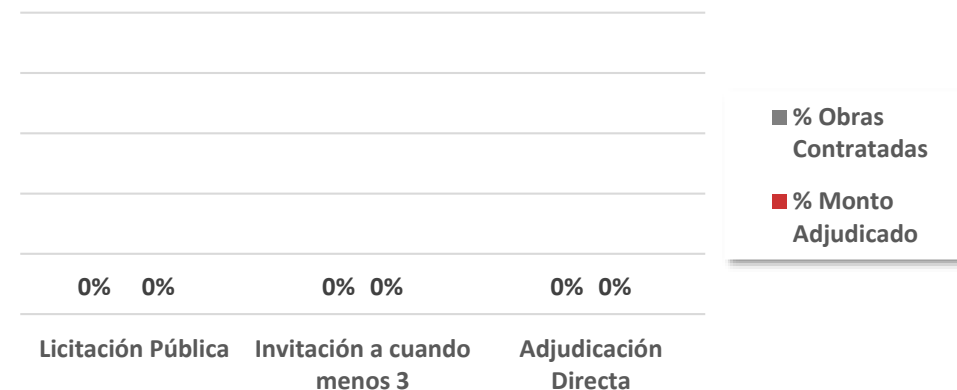 % Obras
Contratadas
% Monto
Adjudicado
0% 0% 0% 0% 0% 0%
Licitación Pública Invitación a cuando Adjudicación
menos 3 Directa